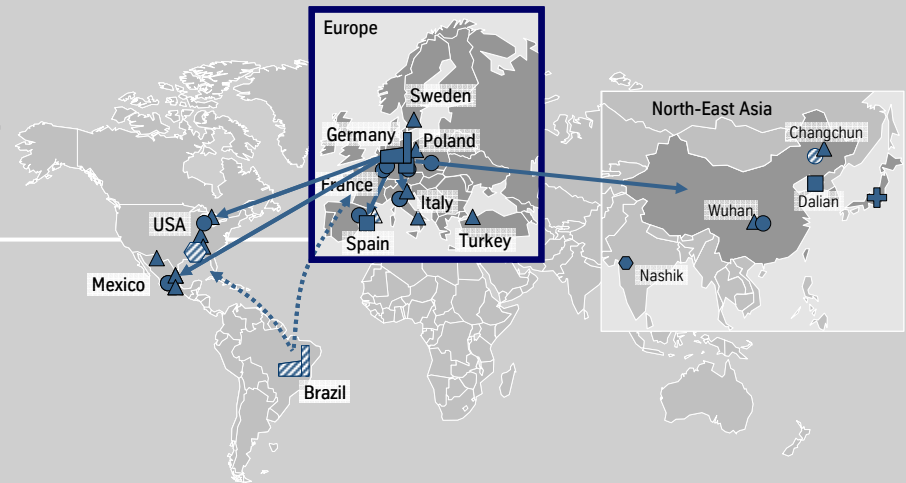 Europe
Sweden
Germany
Poland
France
Italy
Spain
Turkey
North-East Asia
Changchun
Dalian
Wuhan
Nashik
USA
Mexico
Brazil